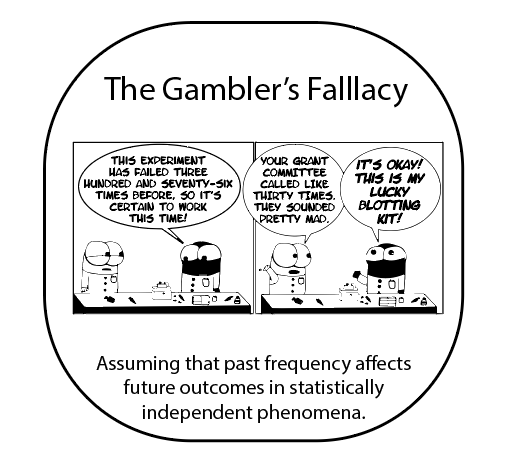 The Gambler's Falllacy
THIS EXPERIMENT
HAS FAILED THREE
HUNDRED AND SEVENTY-SIX
TIMES BEFORE, SO IT'S
CERTAIN TO WORK
THIS TIME!
YOUR GRANT
COMMITTEE
CALLED LIKE
THIRTY TIMES.
THEY SOUNDED
PRETTY MAD.
IT'S OKAY!
THIS IS MY
LUCKY
BLOTTING
KIT!
Assuming that past frequency affects
future outcomes in statistically
independent phenomena.